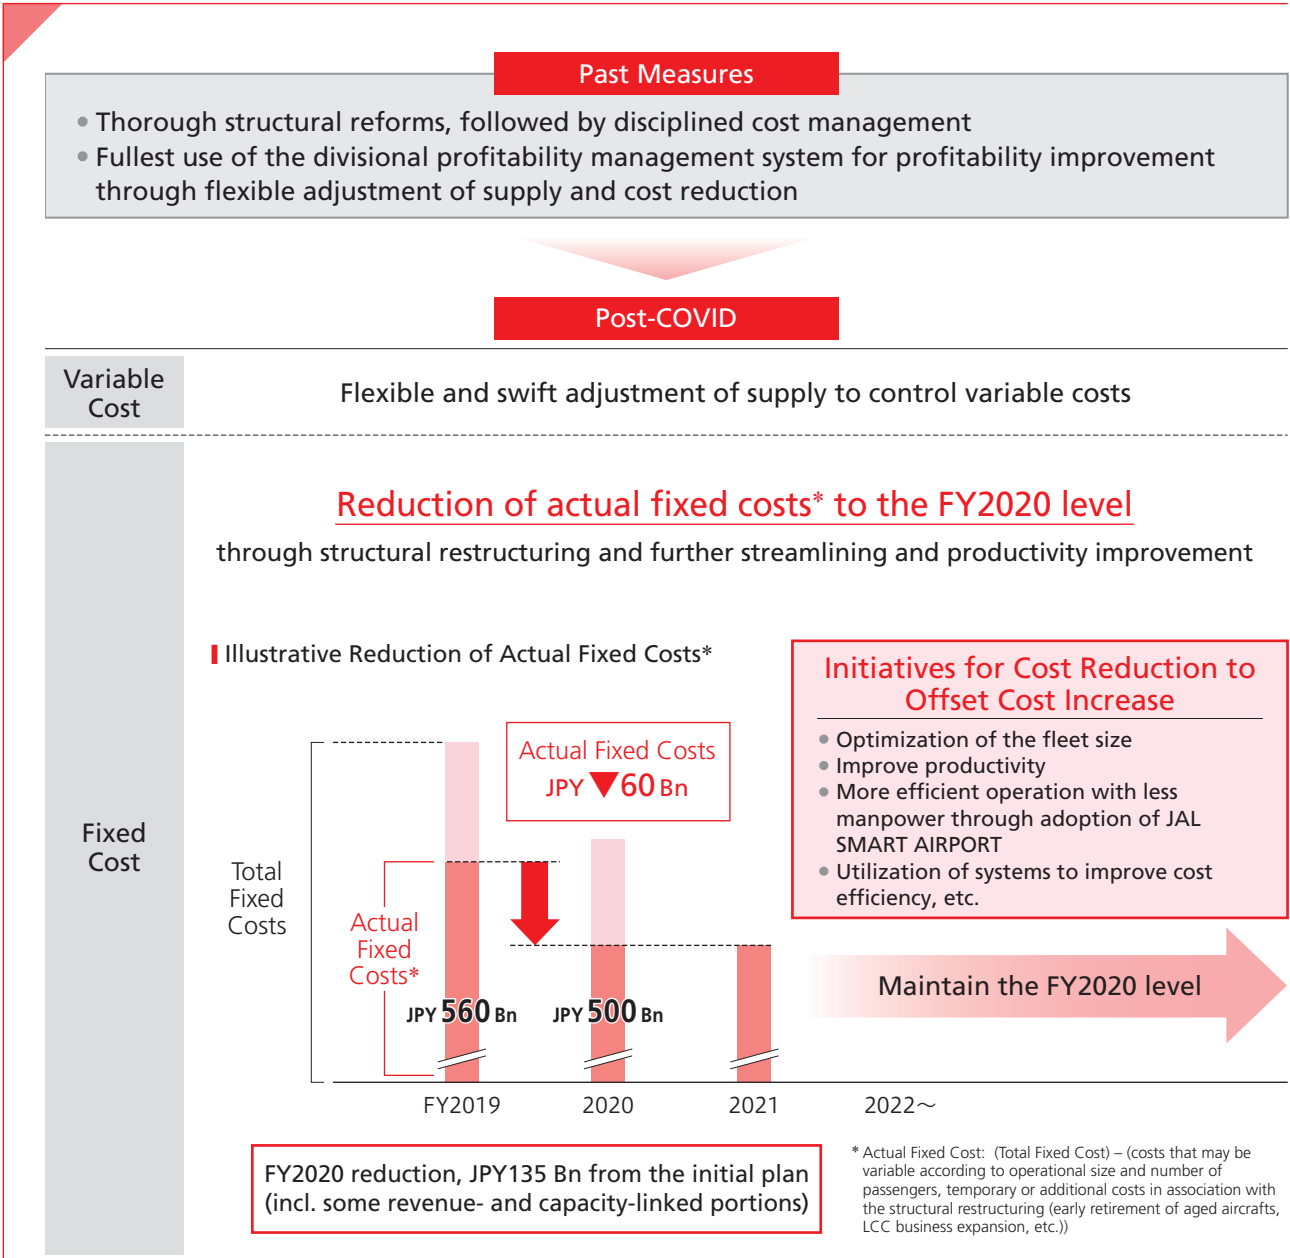 Past Measures
• Thorough structural reforms, followed by disciplined cost management
• Fullest use of the divisional profitability management system for profitability improvement
through flexible adjustment of supply and cost reduction
Post-COVID
Variable
Cost
Flexible and swift adjustment of supply to control variable costs
Fixed
Cost
Reduction of actual fixed costs* to the FY2020 level
through structural restructuring and further streamlining and productivity improvement
Illustrative Reduction of Actual Fixed Costs*
Total
Fixed
Costs
Actual
Fixed
Costs*
Actual Fixed Costs
JPY ▼60 Bn
JPY 560 Bn
JPY 500 Bn
FY2019
2020
2021
2022~
Initiatives for Cost Reduction to
Offset Cost Increase
• Optimization of the fleet size
• Improve productivity
• More efficient operation with less
manpower through adoption of JAL
SMART AIRPORT
• Utilization of systems to improve cost
efficiency, etc.
Maintain the FY2020 level
FY2020 reduction, JPY135 Bn from the initial plan
(incl. some revenue- and capacity-linked portions)
* Actual Fixed Cost: (Total Fixed Cost) – (costs that may be
variable according to operational size and number of
passengers, temporary or additional costs in association with
the structural restructuring (early retirement of aged aircrafts,
LCC business expansion, etc.))